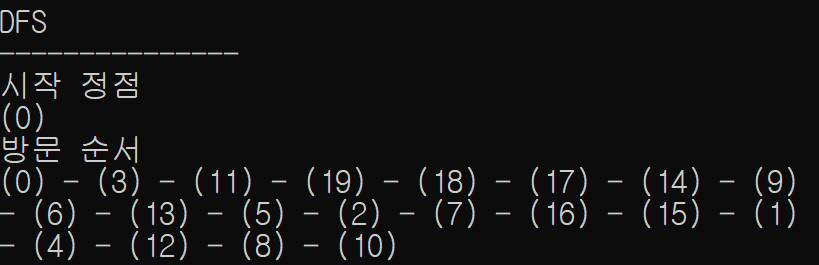 DFS
----------------
시작 정점
(0)
방문 순서
(0) - (3) - (11) - (19) - (18) - (17) - (14) - (9)
- (6) - (13) - (5) - (2) - (7) - (16) - (15) - (1)
- (4) - (12) - (8) - (10)